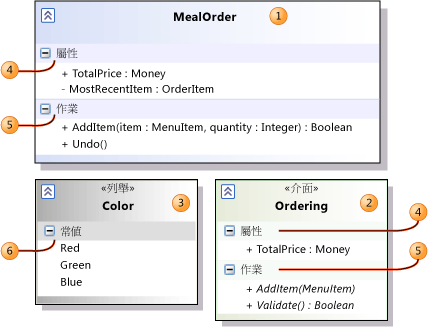 MealOrder
1
屬性
4
+ TotalPrice : Money
- MostRecentItem : OrderItem
作業
5
+ AddItem(item : MenuItem, quantity : Integer) : Boolean
+ Undo()
«列舉»
Color
3
常值
6
Red
Green
Blue
«介面»
Ordering
2
屬性
4
+ TotalPrice : Money
作業
5
+ AddItem(MenuItem)
+ Validate() : Boolean